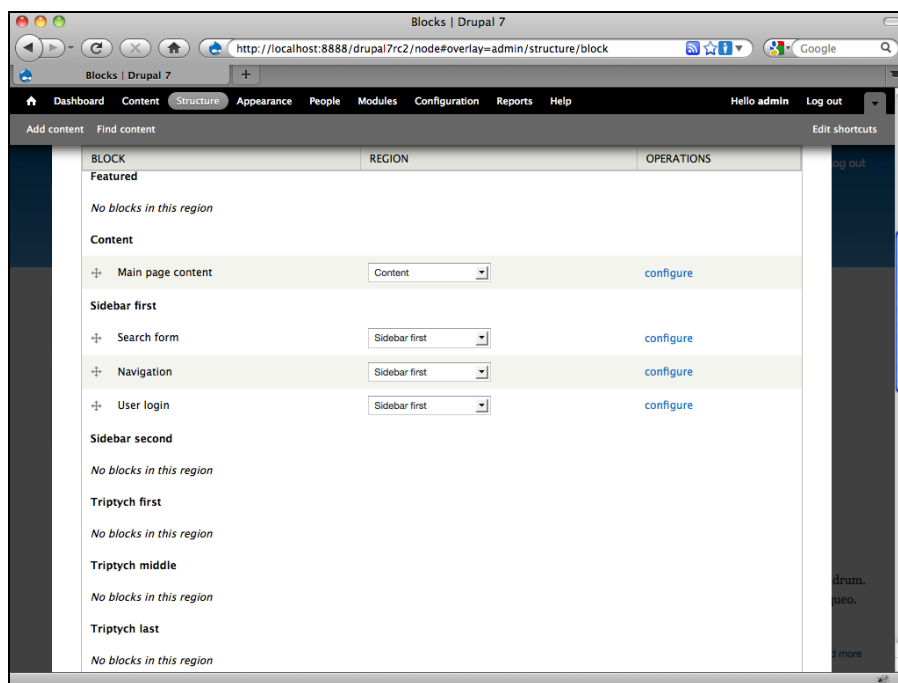 Blocks | Drupal 7
http://localhost:8888/drupal7rc2/node#overlay=admin/structure/block
Google
Blocks | Drupal 7
+
Dashboard Content Structure Appearance People Modules Configuration Reports Help Hello admin Log out
Add content Find content Edit shortcuts
BLOCK REGION OPERATIONS
og out
Featured
No blocks in this region
Content
Main page content Content configure
Sidebar first
Search form Sidebar first configure
Navigation Sidebar first configure
User login Sidebar first configure
Sidebar second
No blocks in this region
Triptych first
No blocks in this region
Triptych middle
drum.
No blocks in this region
queo.
Triptych last
d more
No blocks in this region